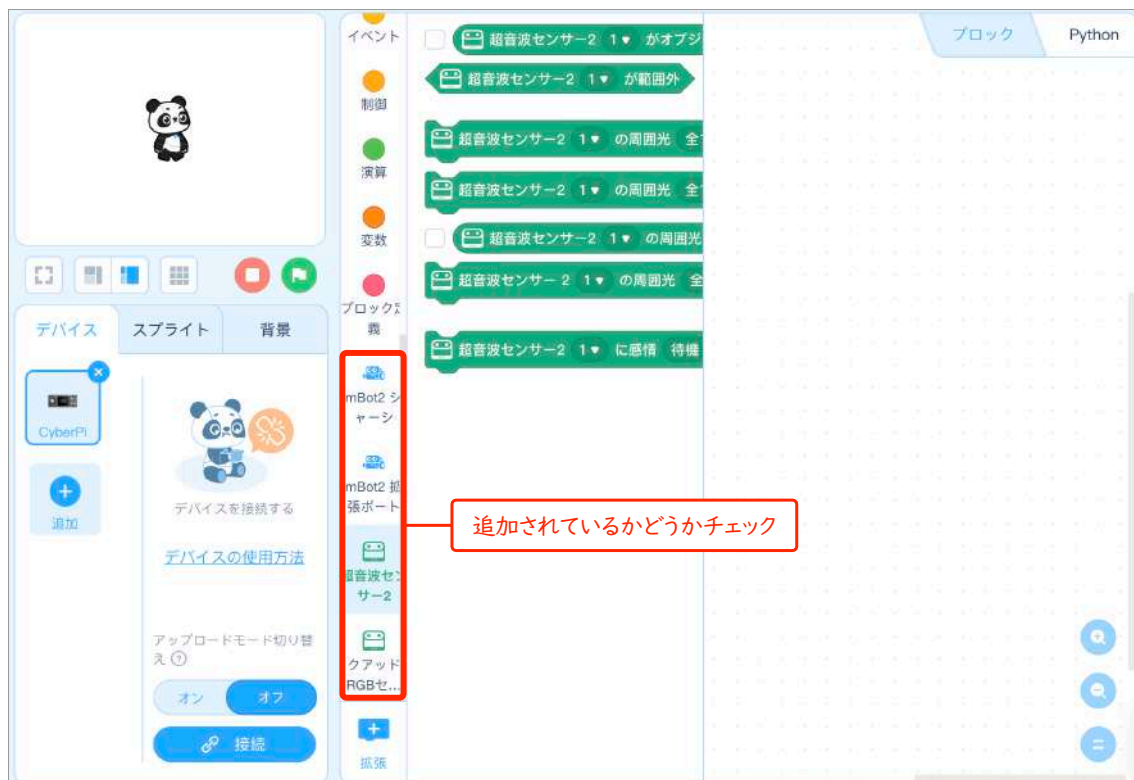 イベント
超音波センサー2 1▼ がオブジ
ブロック
Python
超音波センサー2 1▼ が範囲外
制御
超音波センサー2 1▼ の周囲光 全
演算
超音波センサー2 1▼ の周囲光 全
変数
超音波センサー2 1▼ の周囲光
超音波センサー 2 1▼ の周囲光 全
ブロック定
義
デバイス
スプライト
背景
超音波センサー2 1▼ に感情 待機
mBot2 シ
ャーシ
CyberPi
mBot2 拡
張ポート
追加
デバイスを接続する
追加されているかどうかチェック
デバイスの使用方法
超音波セン
サー2
アップロードモード切り替
え ?
クアッド
RGBセ...
オン
オフ
接続
拡張